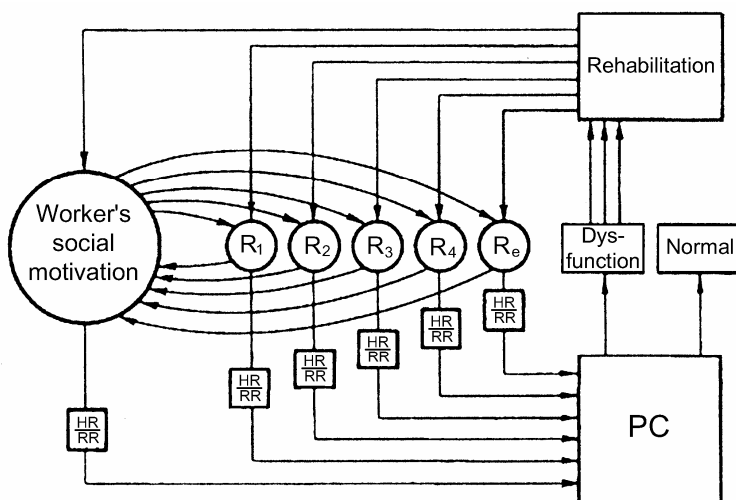 Rehabilitation
Worker's
social
motivation
R1
R2
R3
R4
Re
Dys-
function
Normal
HR
RR
HR
RR
HR
RR
HR
RR
HR
RR
HR
RR
PC